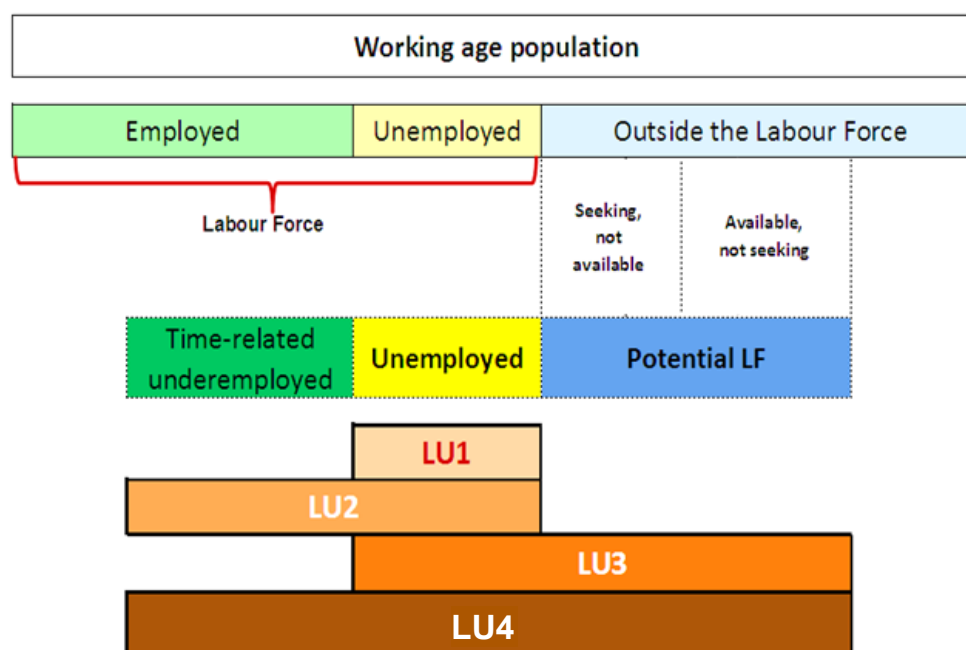 Working age population
Employed
Unemployed
Outside the Labour Force
Labour Force
Seeking,
not
available
Available,
not seeking
Time-related
underemployed
Unemployed
Potential LF
LU1
LU2
LU3
LU4